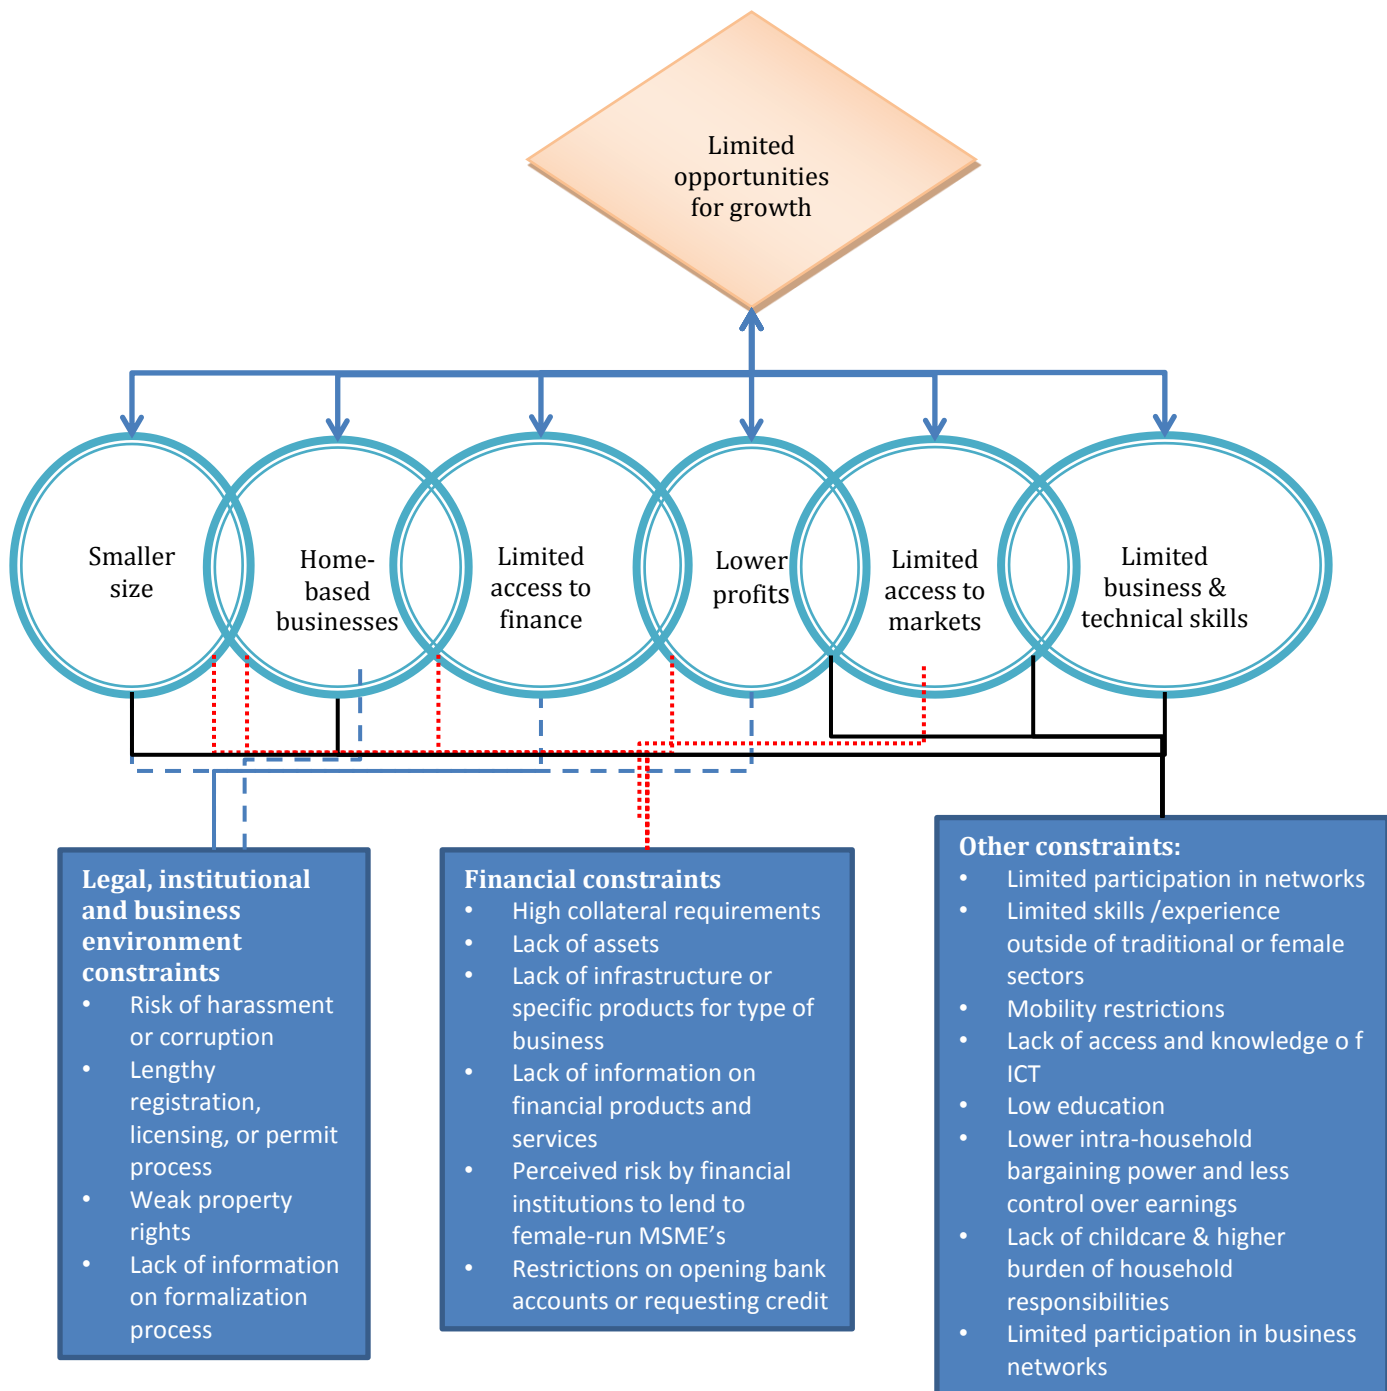 Limited
opportunities
for growth
Smaller
size
Home-
based
businesses
Limited
access to
finance
Lower
profits
Limited
access to
markets
Limited
business &
technical skills
Legal, institutional
and business
environment
constraints
• Risk of harassment
or corruption
• Lengthy
registration,
licensing, or permit
process
• Weak property
rights
• Lack of information
on formalization
process
Financial constraints
• High collateral requirements
• Lack of assets
• Lack of infrastructure or
specific products for type of
business
• Lack of information on
financial products and
services
• Perceived risk by financial
institutions to lend to
female-run MSME's
• Restrictions on opening bank
accounts or requesting credit
Other constraints:
• Limited participation in networks
• Limited skills /experience
outside of traditional or female
sectors
• Mobility restrictions
• Lack of access and knowledge o f
ICT
• Low education
• Lower intra-household
bargaining power and less
control over earnings
• Lack of childcare & higher
burden of household
responsibilities
• Limited participation in business
networks